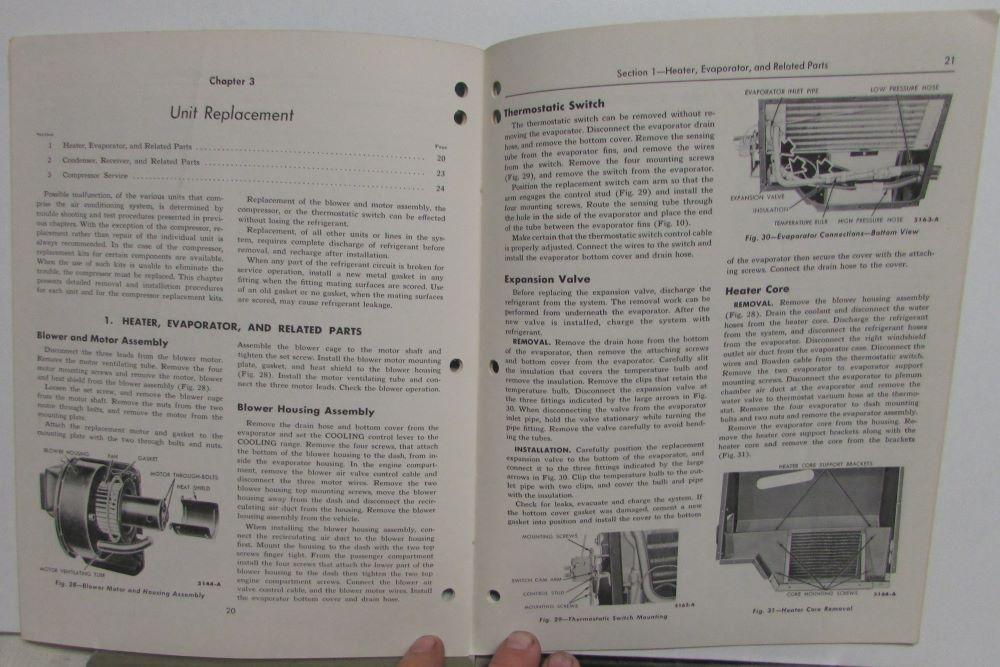 Chapter 3
Unit Replacement
Section
Page
1 Heater, Evaporator, and Related Parts 20
2 Condenser, Receiver, and Related Parts 23
3 Compressor Service 24
Possible malfunction, of the various units that com-
prise the air conditioning system, is determined by
trouble shooting and test procedures presented in previ-
ous chapters. With the exception of the compressor, re-
placement rather than repair of the individual unit is
always recommended. In the case of the compressor,
replacement kits for certain components are available.
When the use of such kits is unable to eliminate the
trouble, the compressor must be replaced. This chapter
presents detailed removal and installation procedures
for each unit and for the compressor replacement kits.
Replacement of the blower and motor assembly, the
compressor, or the thermostatic switch can be effected
without losing the refrigerant.
Replacement, of all other units or lines in the sys-
tem, requires complete discharge of refrigerant before
removal, and recharge after installation.
When any part of the refrigerant circuit is broken for
service operation, install a new metal gasket in any
fitting when the fitting mating surfaces are scored. Use
of an old gasket or no gasket, when the mating surfaces
are scored, may cause refrigerant leakage.
1. HEATER, EVAPORATOR, AND RELATED PARTS
Blower and Motor Assembly
Disconnect the three leads from the blower motor.
Remove the motor ventilating tube. Remove the four
motor mounting screws and remove the motor, blower
and heat shield from the blower assembly (Fig. 28).
Loosen the set screw, and remove the blower cage
from the motor shaft. Remove the nuts from the two
motor through bolts, and remove the motor from the
mounting plate.
Attach the replacement motor and gasket to the
mounting plate with the two through bolts and nuts.
BLOWER HOUSING
FAN
GASKET
MOTOR THROUGH-BOLTS
HEAT SHIELD
MOTOR VENTILATING TUBE
5144-A
Fig. 28—Blower Motor and Housing Assembly
Assemble the blower cage to the motor shaft and
tighten the set screw. Install the blower motor mounting
plate, gasket, and heat shield to the blower housing
(Fig. 28). Install the motor ventilating tube and con-
nect the three motor leads. Check the blower operation.
Blower Housing Assembly
Remove the drain hose and bottom cover from the
evaporator and set the COOLING control lever to the
COOLING range. Remove the four screws, that attach
the bottom of the blower housing to the dash, from in-
side the evaporator housing. In the engine compart-
ment, remove the blower air valve control cable and
disconnect the three motor wires. Remove the two
blower housing top mounting screws, move the blower
housing away from the dash and disconnect the recir-
culating air duct from the housing. Remove the blower
housing assembly from the vehicle.
When installing the blower housing assembly, con-
nect the recirculating air duct to the blower housing
first. Mount the housing to the dash with the two top
screws finger tight. From the passenger compartment
install the four screws that attach the lower part of the
blower housing to the dash then tighten the two top
engine compartment screws. Connect the blower air
valve control cable, and the blower motor wires. Install
the evaporator bottom cover and drain hose.
20
Section 1—Heater, Evaporator, and Related Parts
21
Thermostatic Switch
The thermostatic switch can be removed without re-
moving the evaporator. Disconnect the evaporator drain
hose, and remove the bottom cover. Remove the sensing
tube from the evaporator fins, and remove the wires
from the switch. Remove the four mounting screws
(Fig. 29), and remove the switch from the evaporator.
Position the replacement switch cam arm so that the
arm engages the control stud (Fig. 29) and install the
four mounting screws. Route the sensing tube through
the hole in the side of the evaporator and place the end
of the tube between the evaporator fins (Fig. 10).
Make certain that the thermostatic switch control cable
is properly adjusted. Connect the wires to the switch and
install the evaporator bottom cover and drain hose.
Expansion Valve
Before replacing the expansion valve, discharge the
refrigerant from the system. The removal work can be
performed from underneath the evaporator. After the
new valve is installed, charge the system with
refrigerant.
REMOVAL. Remove the drain hose from the bottom
of the evaporator, then remove the attaching screws
and bottom cover from the evaporator. Carefully slit
the insulation that covers the temperature bulb and
remove the insulation. Remove the clips that retain the
temperature bulb. Disconnect the expansion valve at
the three fittings indicated by the large arrows in Fig.
30. When disconnecting the valve from the evaporator
inlet pipe, hold the valve stationary while turning the
pipe fitting. Remove the valve carefully to avoid bend-
ing the tubes.
INSTALLATION. Carefully position the replacement
expansion valve to the bottom of the evaporator, and
connect it to the three fittings indicated by the large
arrows in Fig. 30. Clip the temperature bulb to the out-
let pipe with two clips, and cover the bulb and pipe
with the insulation.
Check for leaks, evacuate and charge the system. If
the bottom cover gasket was damaged, cement a new
gasket into position and install the cover to the bottom
MOUNTING SCREWS
SWITCH CAM ARM
CONTROL STUD
MOUNTING SCREWS
5162-A
Fig. 29—Thermostatic Switch Mounting
EVAPORATOR INLET PIPE
LOW PRESSURE HOSE
EXPANSION VALVE
INSULATION
TEMPERATURE BULB
HIGH PRESSURE HOSE
5163-A
Fig. 30—Evaporator Connections—Bottom View
of the evaporator then secure the cover with the attach-
ing screws. Connect the drain hose to the cover.
Heater Core
REMOVAL. Remove the blower housing assembly
(Fig. 28). Drain the coolant and disconnect the water
hoses from the heater core. Discharge the refrigerant
from the system, and disconnect the refrigerant hoses
from the evaporator. Disconnect the right windshield
outlet air duct from the evaporator case. Disconnect the
wires and Bowden cable from the thermostatic switch.
Remove the two evaporator to evaporator support
mounting screws. Disconnect the evaporator to plenum
chamber air duct at the evaporator and remove the
water valve to thermostat vacuum hose at the thermo-
stat. Remove the four evaporator to dash mounting
bolts and two nuts and remove the evaporator assembly.
Remove the evaporator core from the housing. Re-
move the heater core support brackets along with the
heater core and remove the core from the brackets
(Fig. 31).
HEATER CORE SUPPORT BRACKETS
CORE MOUNTING SCREWS
5164-A
Fig. 31—Heater Core Removal